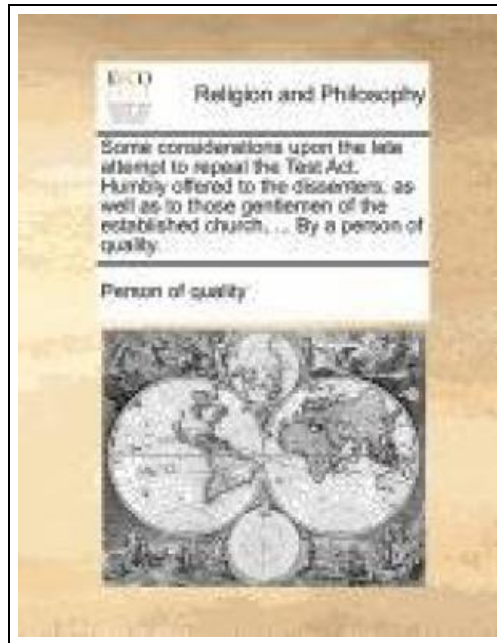 Religion and Philosophy
Some considerations upon the late
attempt to repeal the Test Act.
Humbly offered to the dissenters, as
well as to those gentlemen of the
established church, ... By a person of
quality.
Person of quality